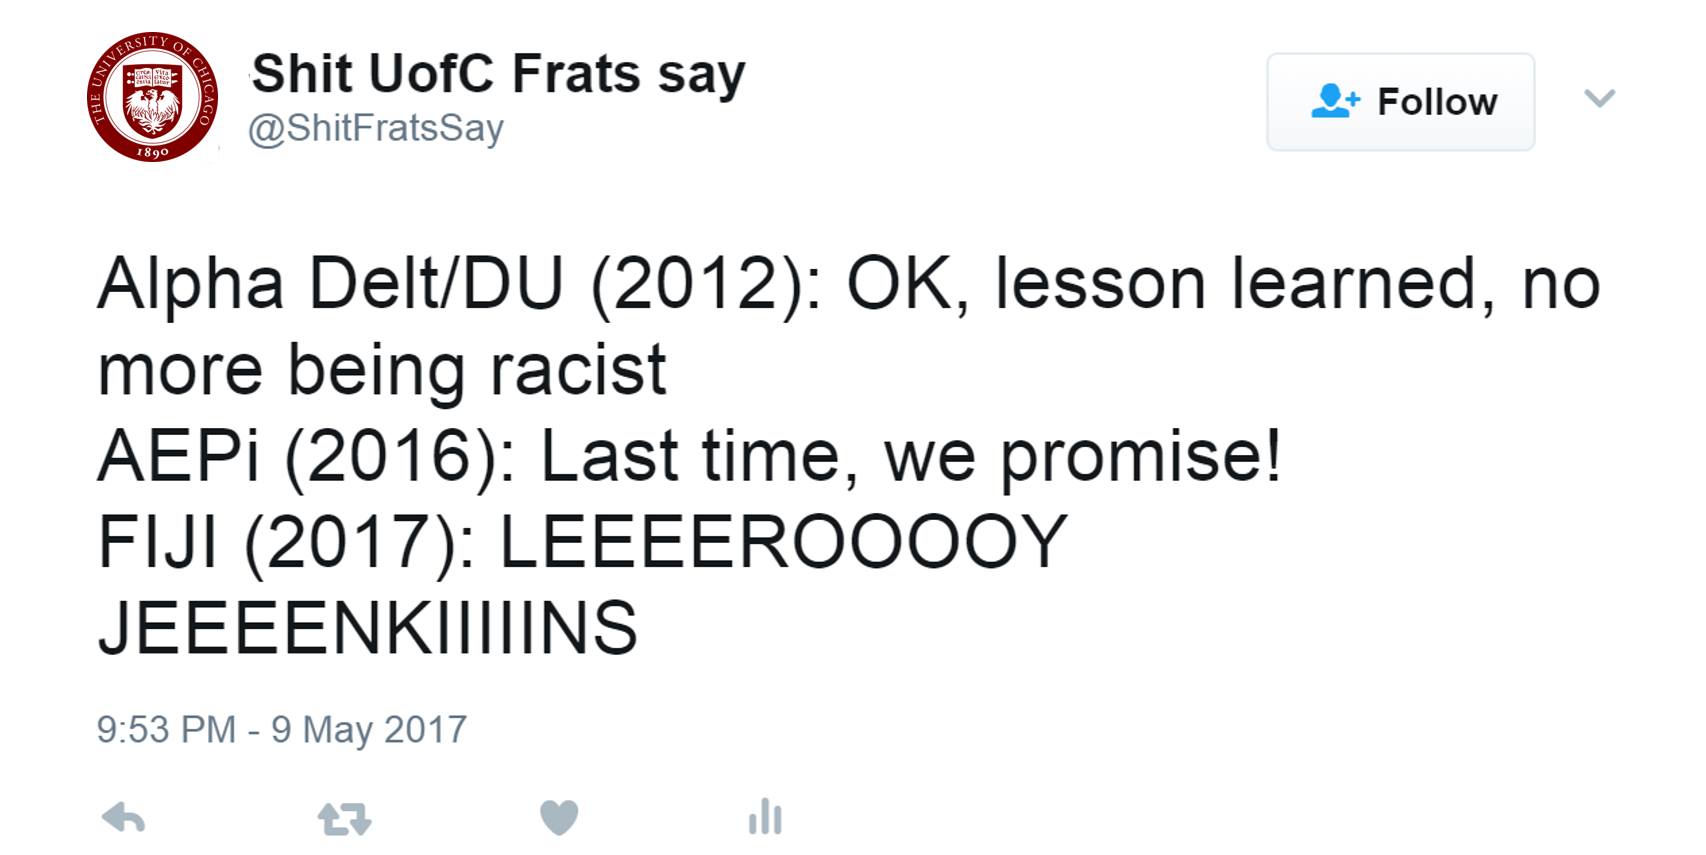 THE UNIVERSITY OF CHICAGO
1890
Shit UofC Frats say
@ShitFratsSay
Follow
Alpha Delt/DU (2012): OK, lesson learned, no
more being racist
AEPi (2016): Last time, we promise!
FIJI (2017): LEEEEROOOOY
JEEEENKIIIIINS
9:53 PM - 9 May 2017